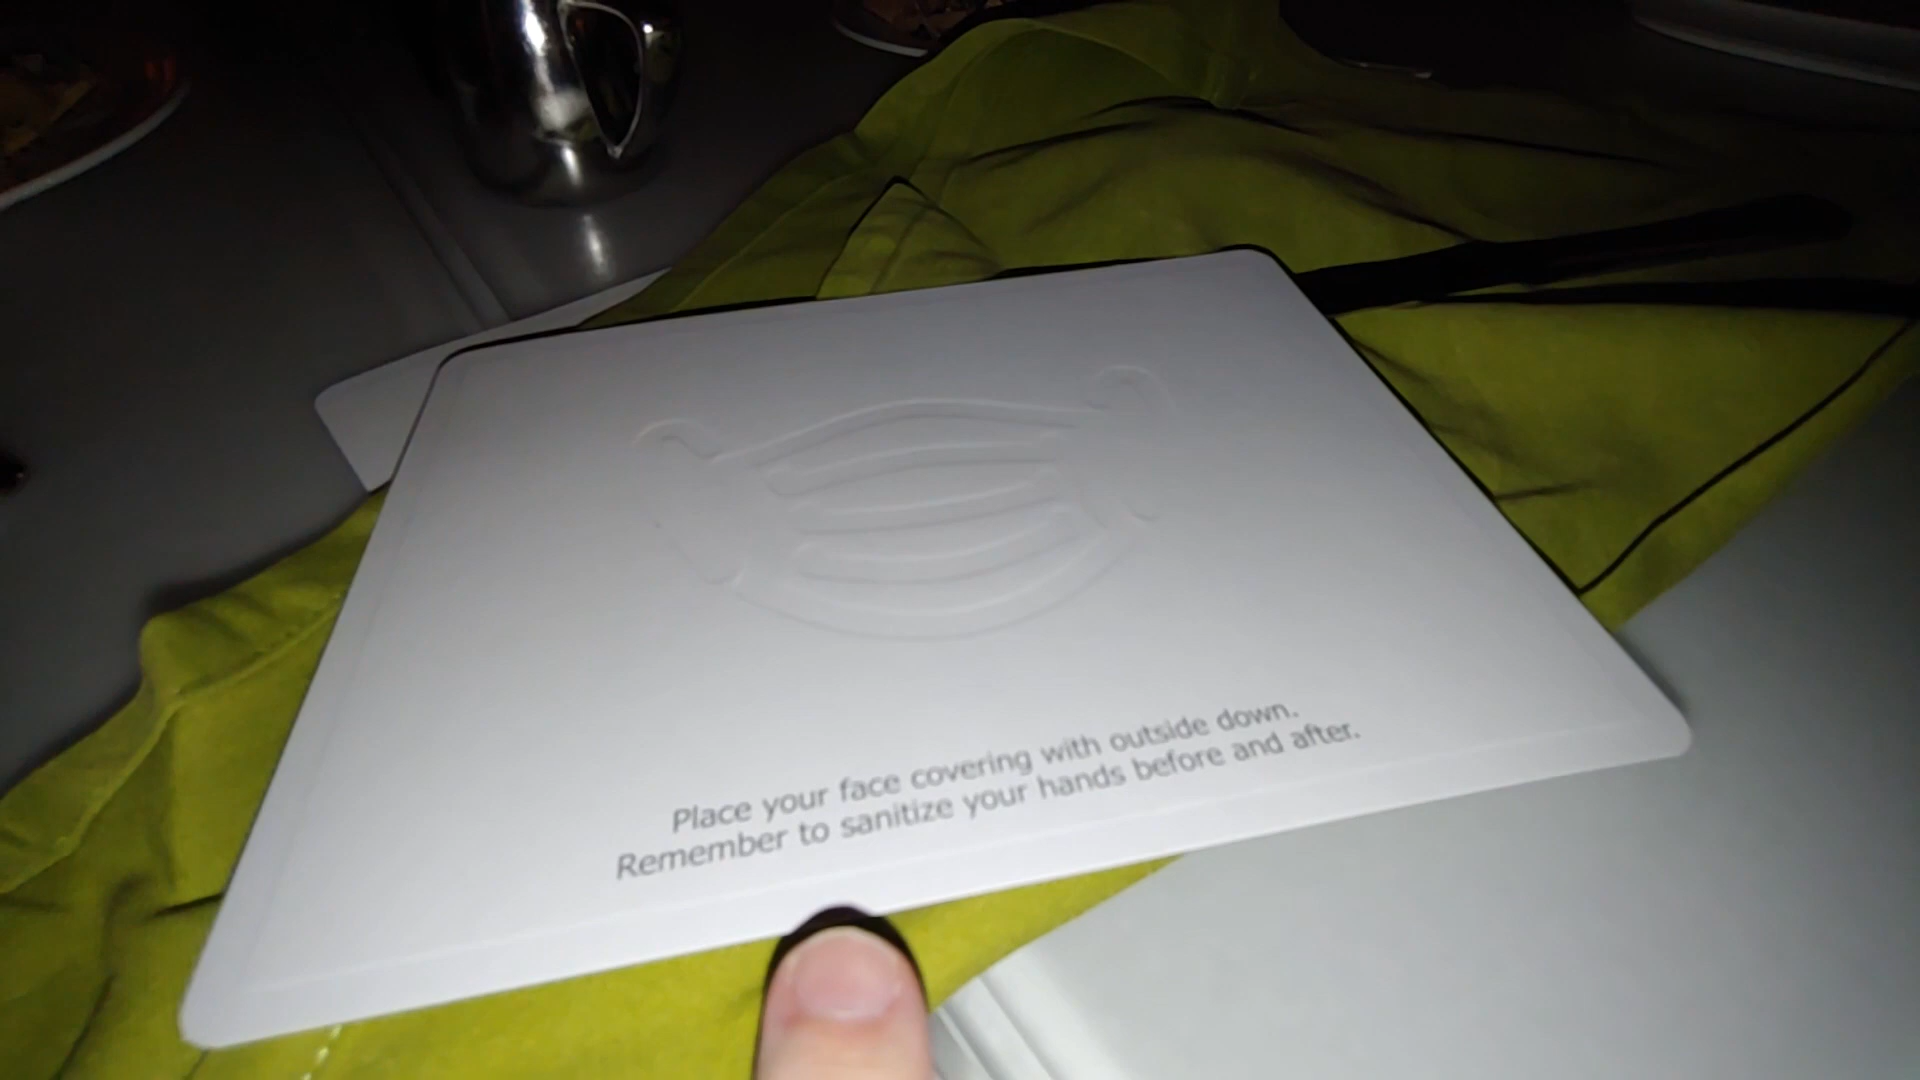 Place your face covering with outside down.
Remember to sanitize your hands before and after.